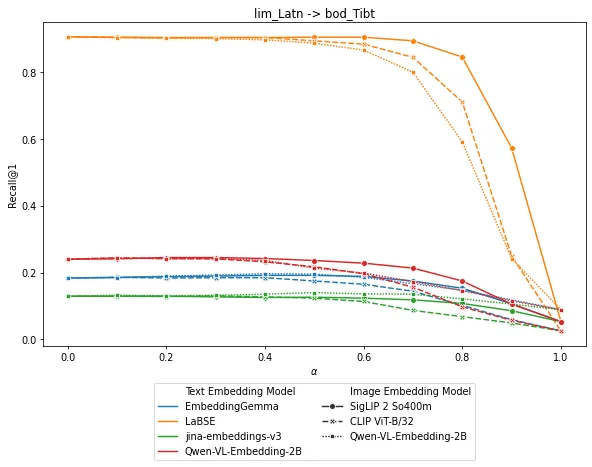 lim_Latn -> bod_Tibt
Recall@1
0.8
0.6
0.4
0.2
0.0
0.0 0.2 0.4 0.6 0.8 1.0
α
Text Embedding Model Image Embedding Model
EmbeddingGemma SigLIP 2 So400m
LaBSE CLIP ViT-B/32
jina-embeddings-v3 Qwen-VL-Embedding-2B
Qwen-VL-Embedding-2B